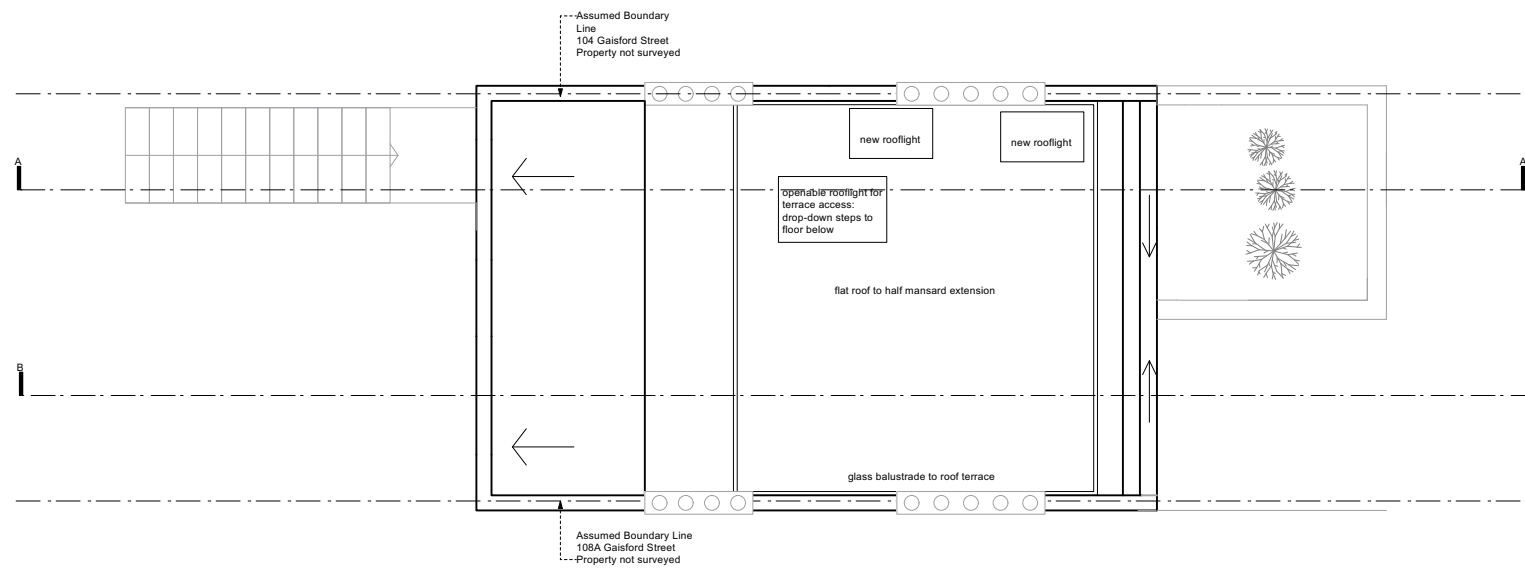 Assumed Boundary
Line
104 Gaisford Street
Property not surveyed
A
A
new rooflight
new rooflight
openable rooflight for
terrace access:
drop-down steps to
floor below
flat roof to half mansard extension
B
glass balustrade to roof terrace
Assumed Boundary Line
108A Gaisford Street
Property not surveyed